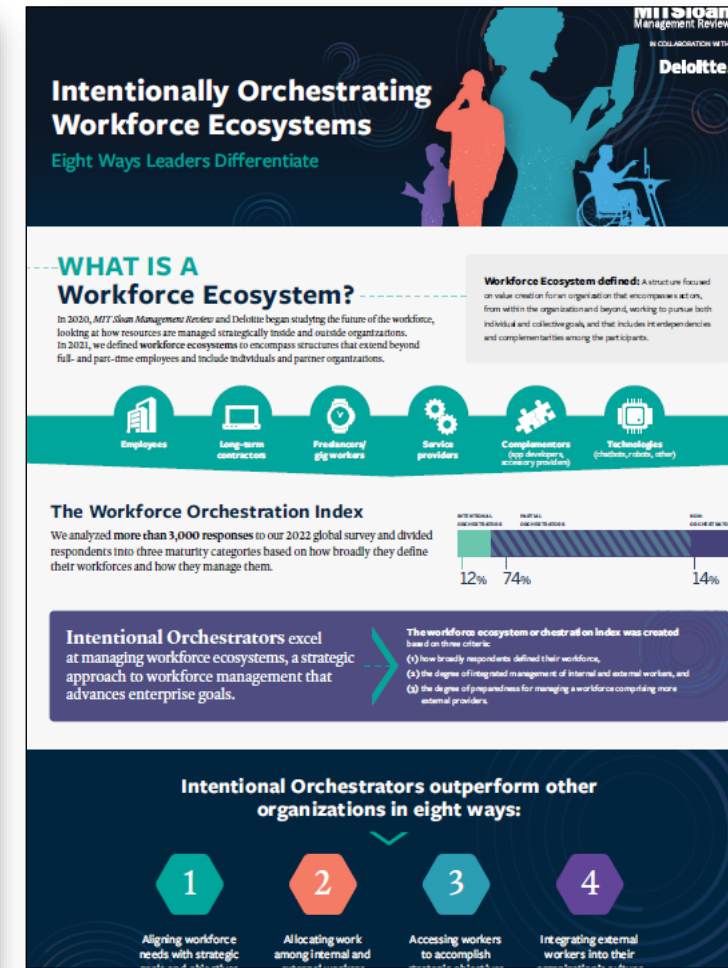 MITSloan
Management Review
IN COLLABORATION WITH
Deloitte.
Intentionally Orchestrating
Workforce Ecosystems
Eight Ways Leaders Differentiate
WHAT IS A
Workforce Ecosystem?
In 2020, MIT Sloan Management Review and Deloitte began studying the future of the workforce,
looking at how resources are managed strategically inside and outside organizations.
In 2021, we defined workforce ecosystems to encompass structures that extend beyond
full- and part-time employees and include individuals and partner organizations.
Workforce Ecosystem defined: A structure focused
on value creation for an organization that encompasses actors,
from within the organization and beyond, working to pursue both
individual and collective goals, and that includes interdependencies
and complementarities among the participants.
Employees
Long-term
contractors
Freelancers/
gig workers
Service
providers
Complementors
(app developers,
accessory providers)
Technologies
(chatbots, robots, other)
The Workforce Orchestration Index
We analyzed more than 3,000 responses to our 2022 global survey and divided
respondents into three maturity categories based on how broadly they define
their workforces and how they manage them.
INTENTIONAL
ORCHESTRATORS
PARTIAL
ORCHESTRATORS
NON-
12%
74%
14%
Intentional Orchestrators excel
at managing workforce ecosystems, a strategic
approach to workforce management that
advances enterprise goals.
The workforce ecosystem orchestration index was created
based on three criteria:
(1) how broadly respondents defined their workforce,
(2) the degree of integrated management of internal and external workers, and
(3) the degree of preparedness for managing a workforce comprising more
external providers.
Intentional Orchestrators outperform other
organizations in eight ways:
1
2
3
4
Aligning workforce
needs with strategic
Allocating work
among internal and
Accessing workers
to accomplish
Integrating external
workers into their